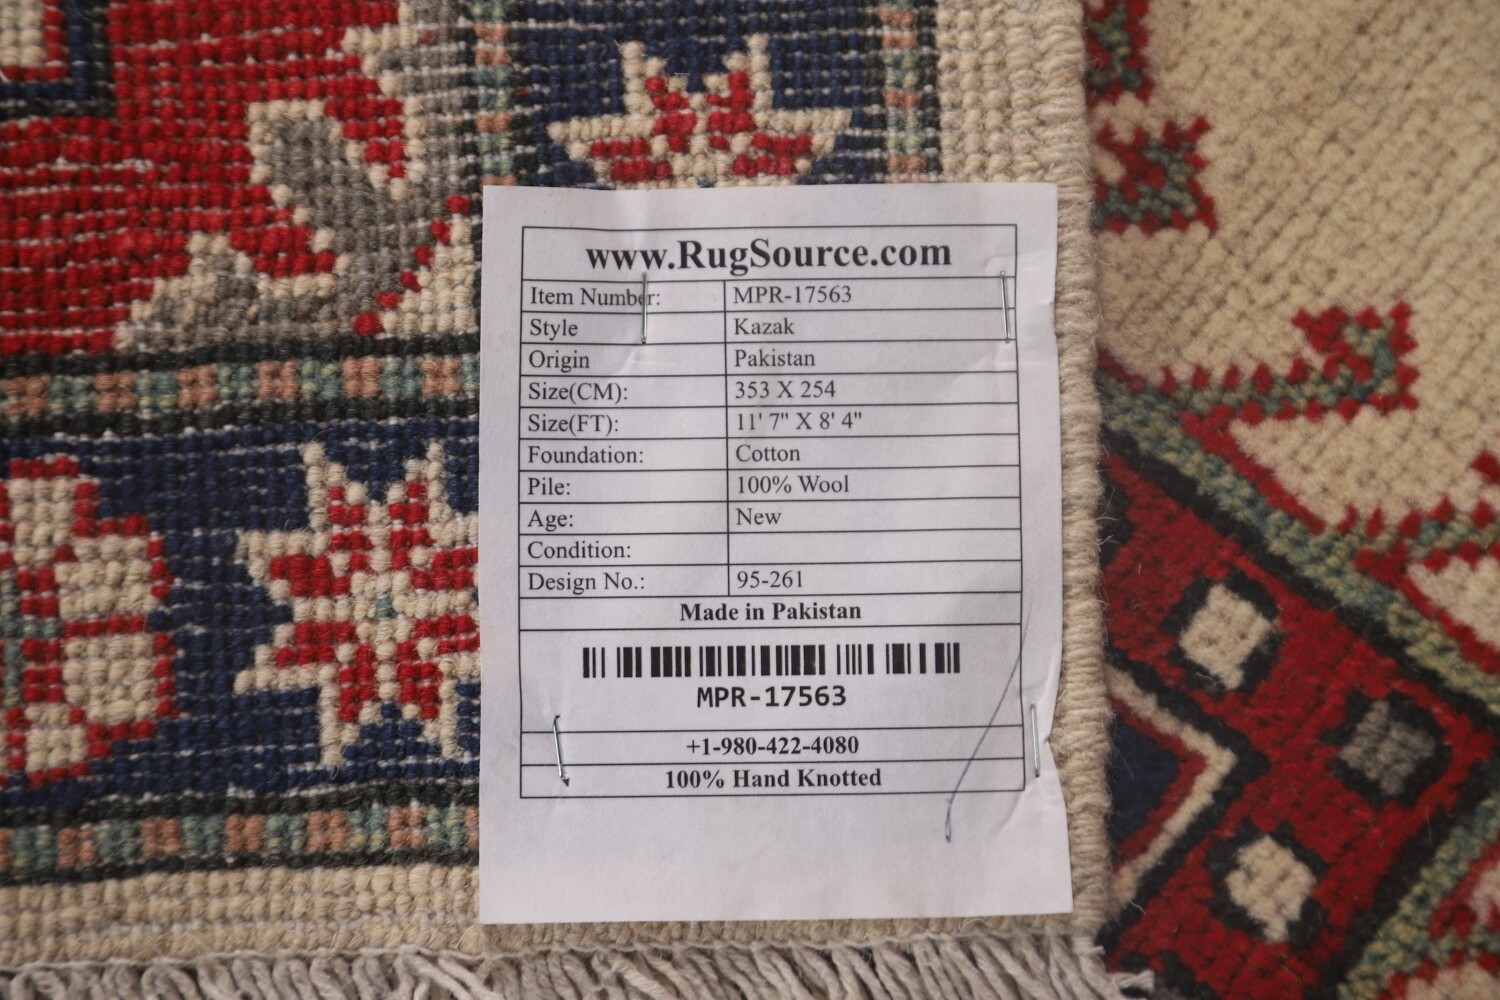 www.RugSource.com
Item Number: MPR-17563
Style Kazak
Origin Pakistan
Size(CM): 353 X 254
Size(FT): 11' 7" X 8' 4"
Foundation: Cotton
Pile: 100% Wool
Age: New
Condition:
Design No.: 95-261
Made in Pakistan
MPR-17563
+1-980-422-4080
100% Hand Knotted